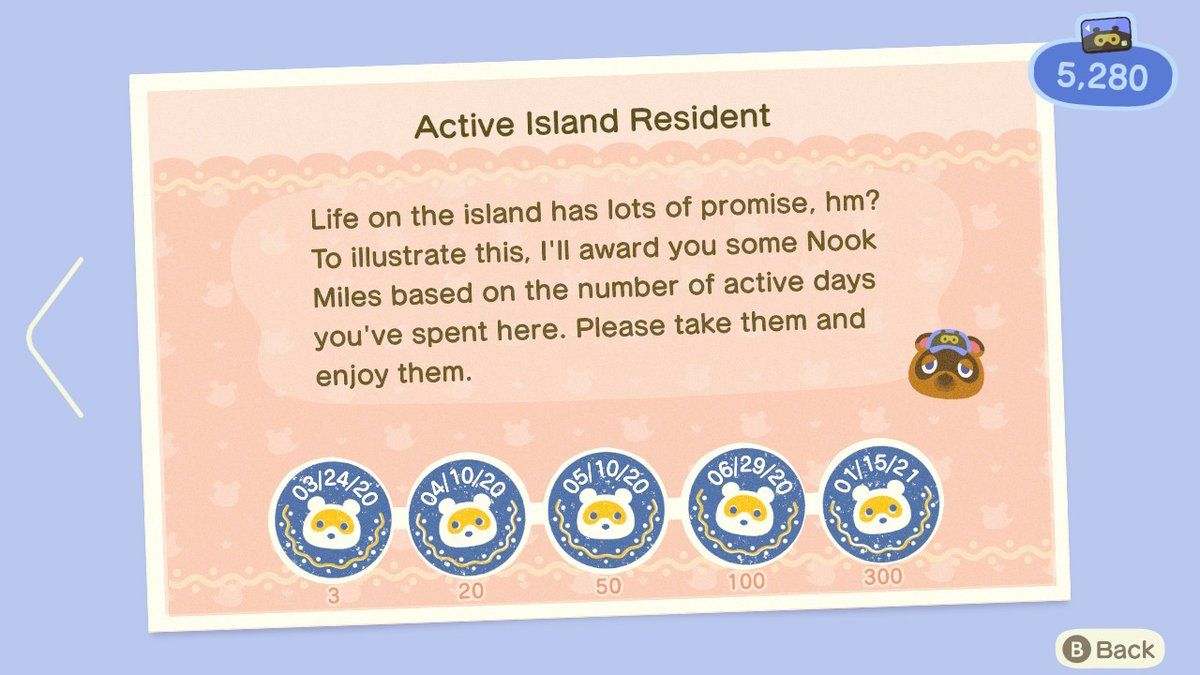 5,280
Active Island Resident
Life on the island has lots of promise, hm?
To illustrate this, I'll award you some Nook
Miles based on the number of active days
you've spent here. Please take them and
enjoy them.
03/24/20 04/10/20 05/10/20 06/29/20 01/15/21
3 20 50 100 300
B Back